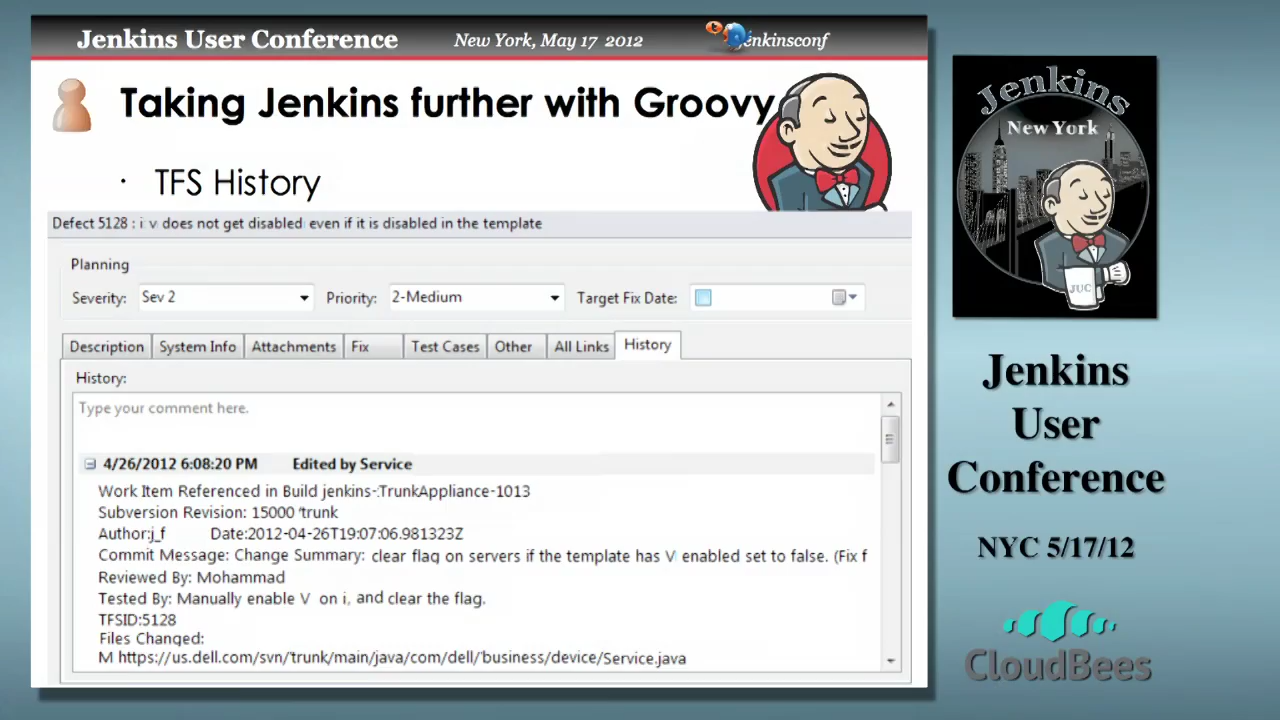 Jenkins User Conference New York, May 17 2012 enkinsconf
Taking Jenkins further with Groovy
· TFS History
Defect 5128 : i v does not get disabled even if it is disabled in the template
Planning
Severity: Sev 2 Priority: 2-Medium Target Fix Date:
Description System Info Attachments Fix Test Cases Other All Links History
History:
Type your comment here.
4/26/2012 6:08:20 PM Edited by Service
Work Item Referenced in Build jenkins-TrunkAppliance-1013
Subversion Revision: 15000 trunk
Author:j_f Date:2012-04-26T19:07:06.981323Z
Commit Message: Change Summary: clear flag on servers if the template has V enabled set to false. (Fix f
Reviewed By: Mohammad
Tested By: Manually enable V on i, and clear the flag.
TFSID:5128
Files Changed:
M https://us.dell.com/svn/trunk/main/java/com/dell/business/device/Service.java
Jenkins
New York
JUC
Jenkins
User
Conference
NYC 5/17/12
CloudBees